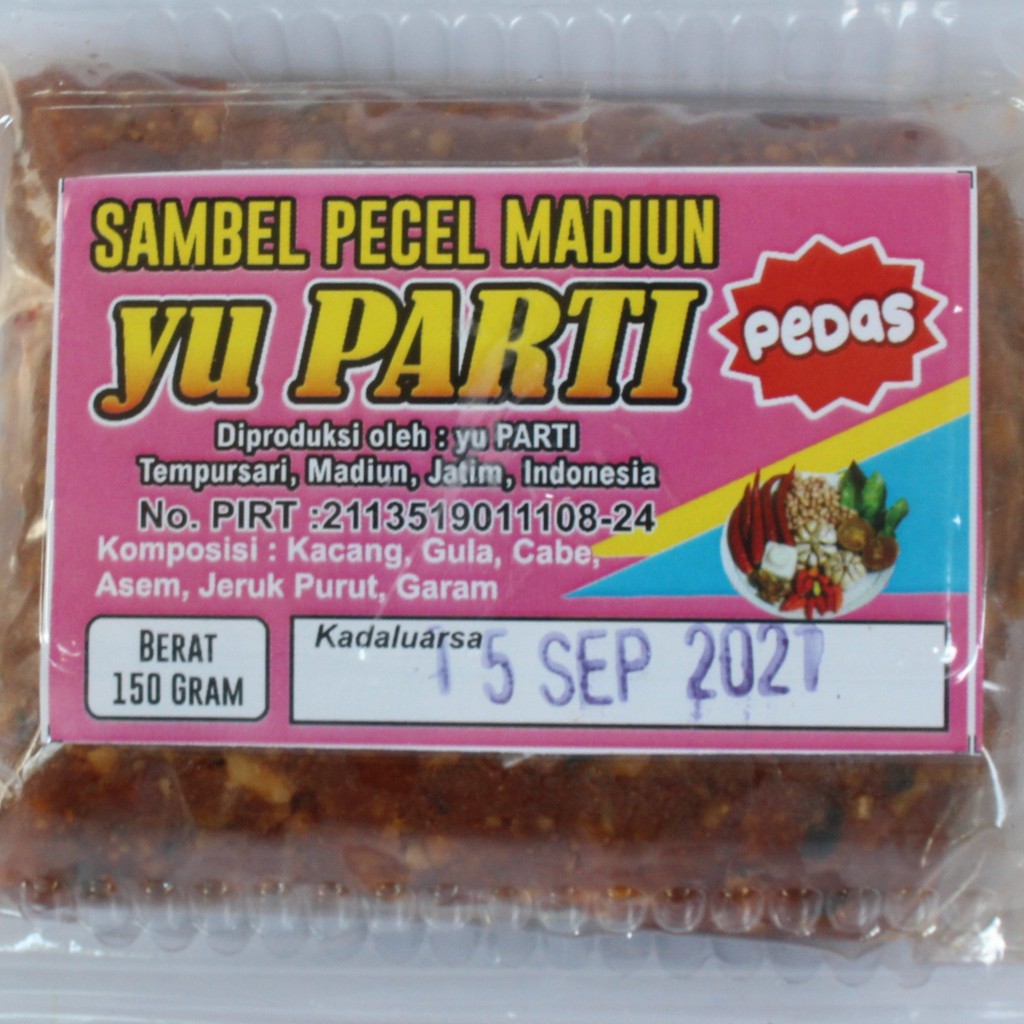 SAMBEL PECEL MADIUN
yu PARTI
PEDAS
Diproduksi oleh : yu PARTI
Tempursari, Madiun, Jatim, Indonesia
No. PIRT :2113519011108-24
Komposisi : Kacang, Gula, Cabe,
Asem, Jeruk Purut, Garam
BERAT
150 GRAM
Kadaluarsa
15 SEP 2021